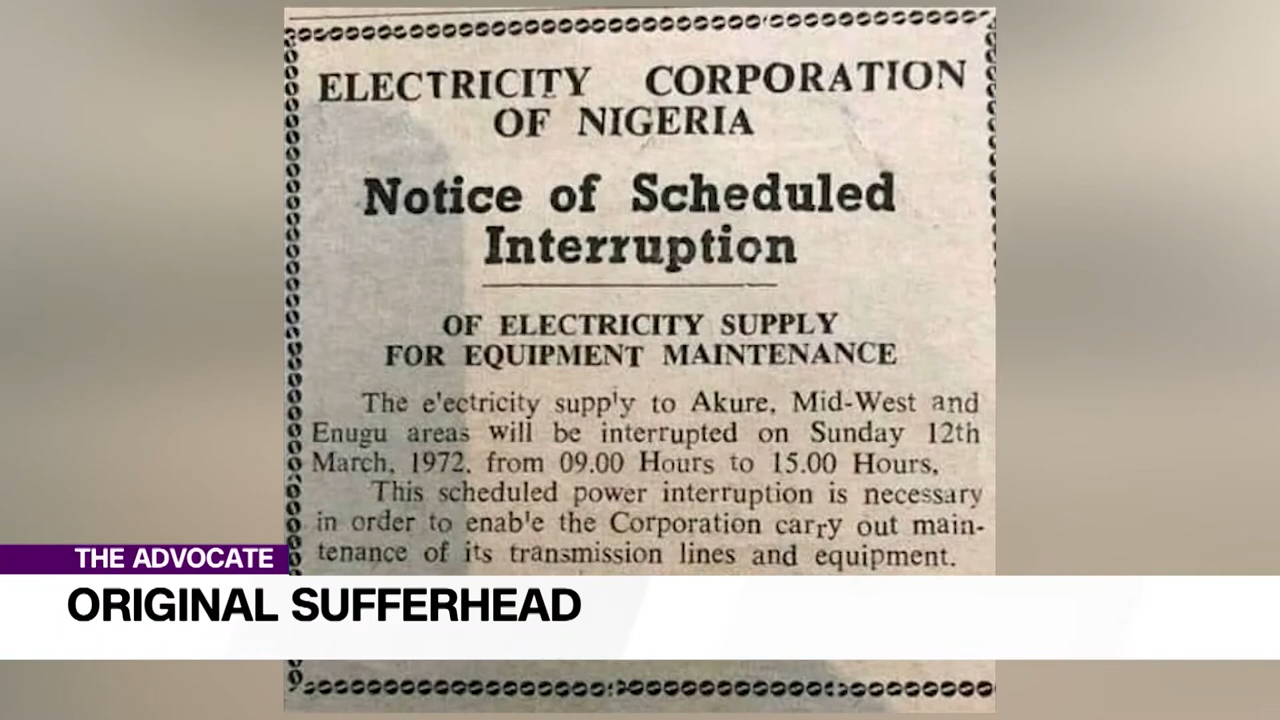 ELECTRICITY CORPORATION
OF NIGERIA
Notice of Scheduled
Interruption
OF ELECTRICITY SUPPLY
FOR EQUIPMENT MAINTENANCE
The e'ectricity supp'y to Akure, Mid-West and
Enugu areas will be interrupted on Sunday 12th
March, 1972, from 09.00 Hours to 15.00 Hours,
This scheduled power interruption is necessary
in order to enab'e the Corporation carry out main-
tenance of its transmission lines and equipment.
THE ADVOCATE
ORIGINAL SUFFERHEAD